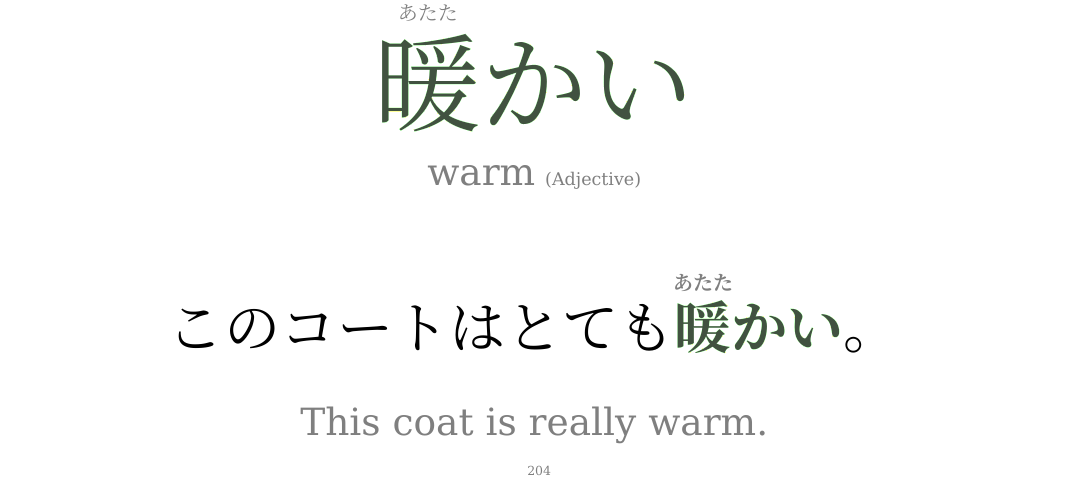 あたた
暖かい
warm (Adjective)
あたた
このコートはとても暖かい。
This coat is really warm.
204